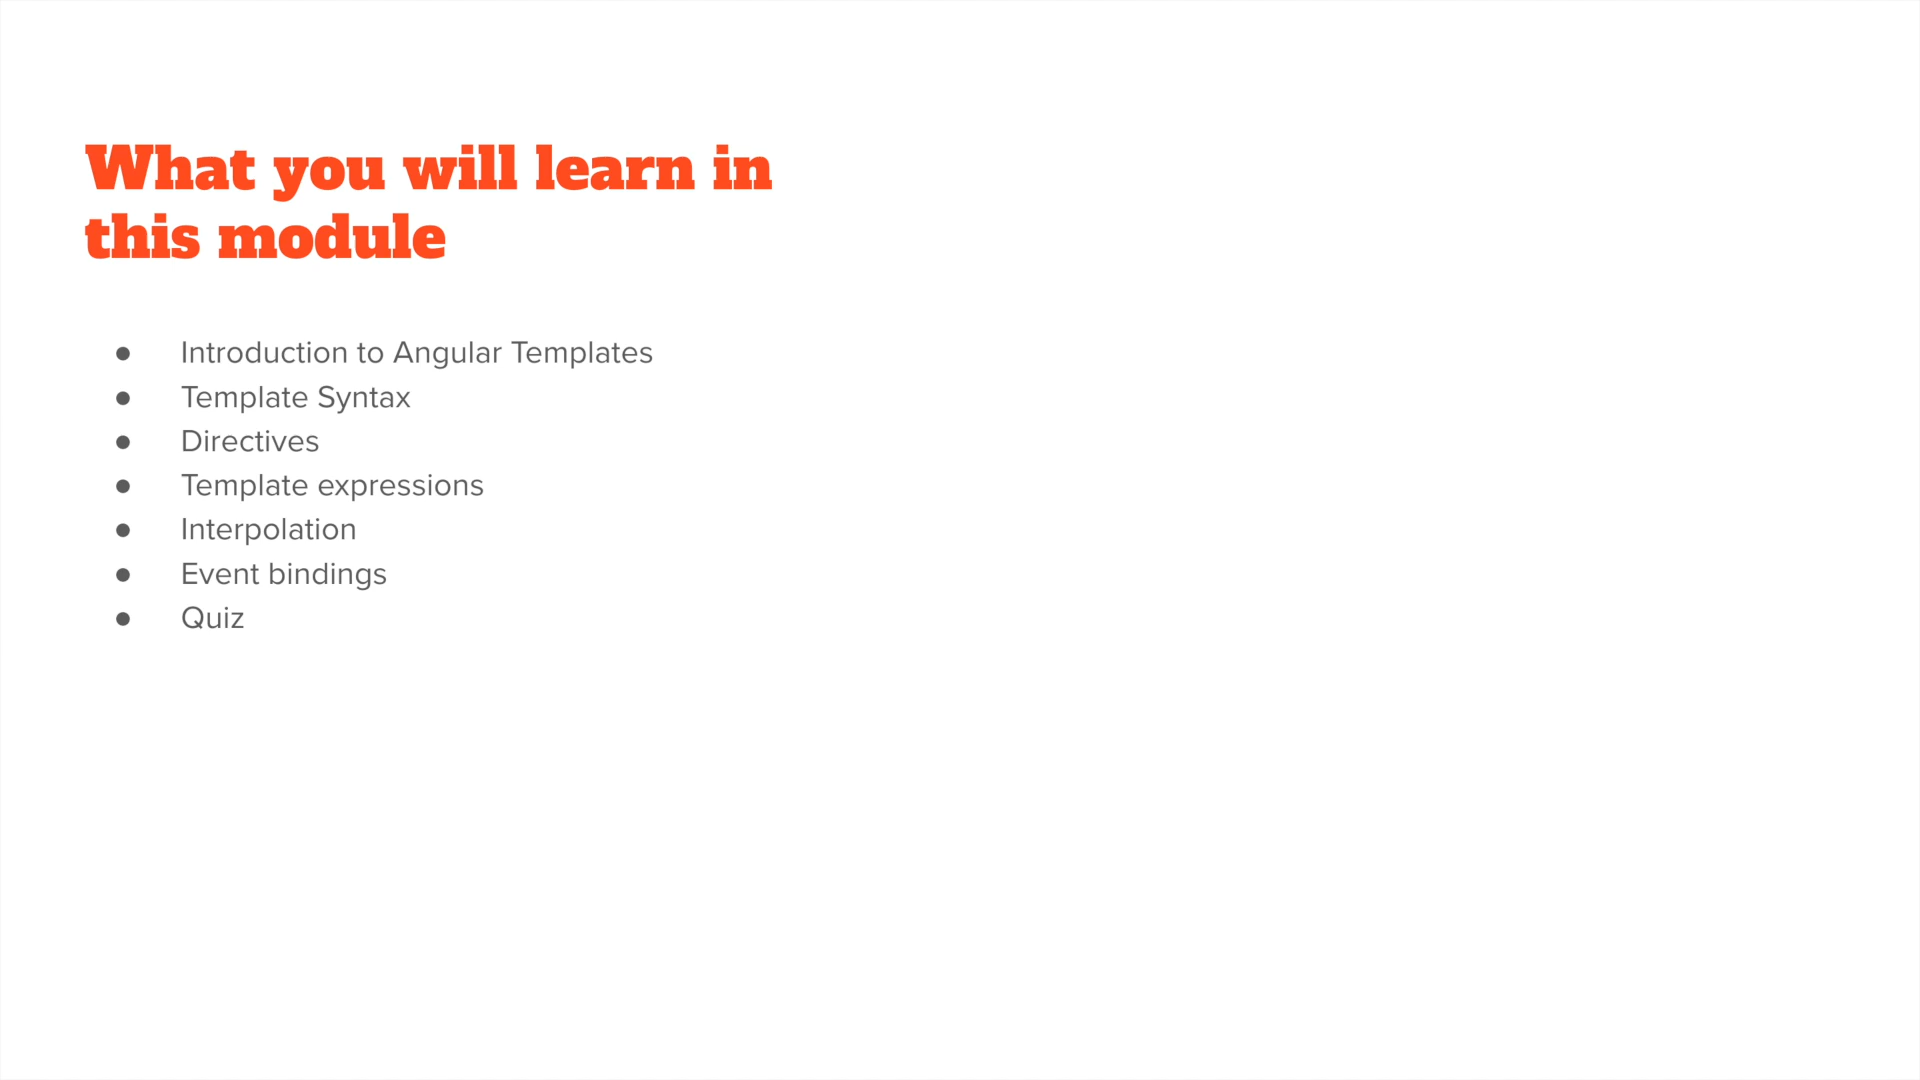 What you will learn in
this module
● Introduction to Angular Templates
● Template Syntax
● Directives
● Template expressions
● Interpolation
● Event bindings
● Quiz